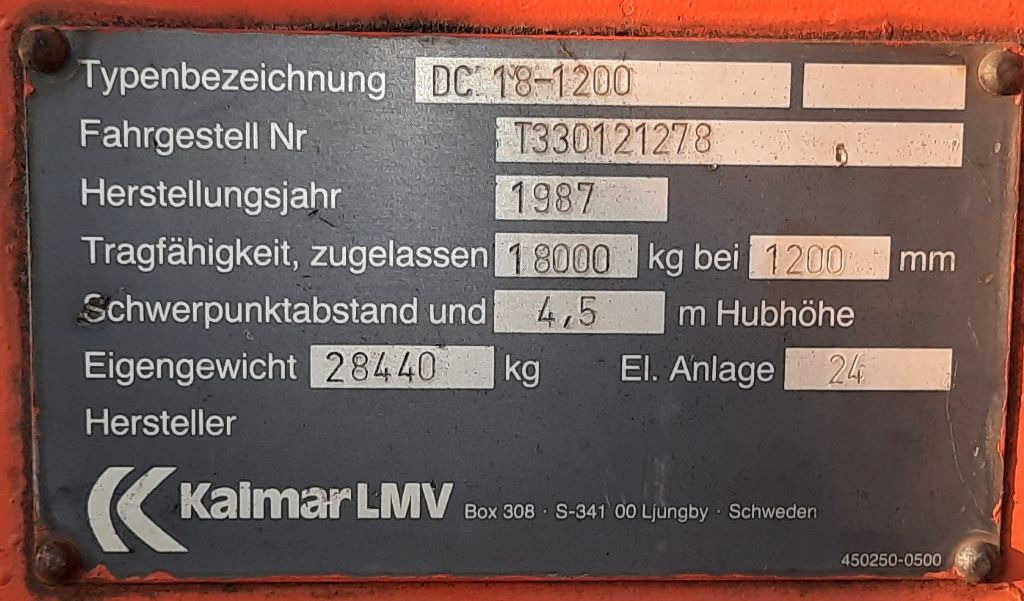 Typenbezeichnung DC 18-1200
Fahrgestell Nr T330121278
Herstellungsjahr 1987
Tragfähigkeit, zugelassen 18000 kg bei 1200 mm
Schwerpunktabstand und 4,5 m Hubhöhe
Eigengewicht 28440 kg El. Anlage 24
Hersteller
Kalmar LMV Box 308 · S-341 00 Ljungby · Schweden
450250-0500